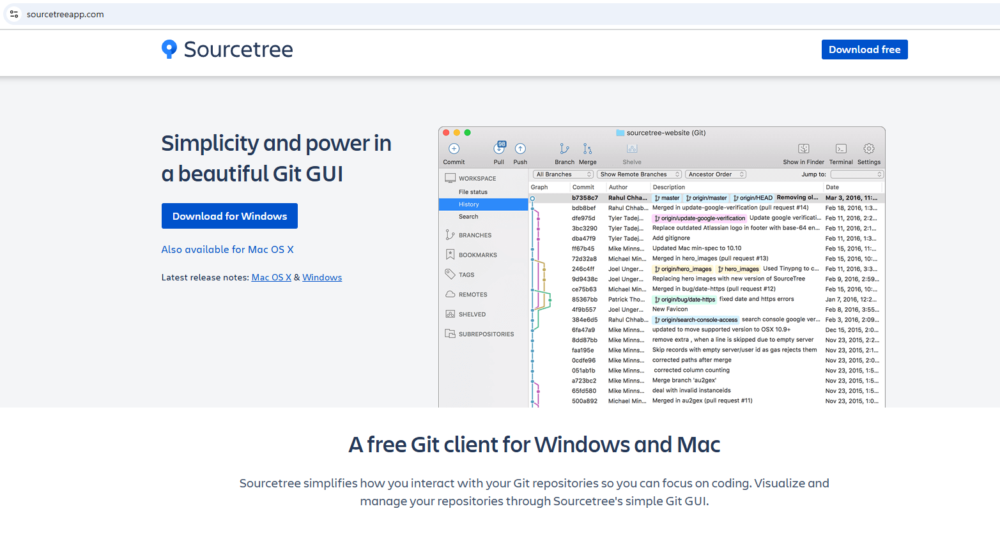 sourcetreeapp.com
Sourcetree
Download free
Simplicity and power in
a beautiful Git GUI
Download for Windows
Also available for Mac OS X
Latest release notes: Mac OS X & Windows
sourcetree-website (Git)
98
Commit Pull Push Branch Merge Shelve Show in Finder Terminal Settings
WORKSPACE
File status
History
Search
BRANCHES
BOOKMARKS
TAGS
REMOTES
SHELVED
SUBREPOSITORIES
All Branches Show Remote Branches Ancestor Order Jump to:
Graph Commit Author Description Date
b7358c7 Rahul Chha... master origin/master origin/HEAD Removing ol... Mar 3, 2016, 11:...
bdb8bef Rahul Chhab... Merged in update-google-verification (pull request #14) Feb 18, 2016, 1:3...
dfe975d Tyler Tadej... origin/update-google-verification Update google verificati... Feb 11, 2016, 2:2...
3bc3290 Tyler Tadej... Replace outdated Atlassian logo in footer with base-64 en... Feb 11, 2016, 2:1...
dba47f9 Tyler Tadej... Add gitignore Feb 11, 2016, 1:3...
ff67b45 Mike Minns... Updated Mac min-spec to 10.10 Feb 15, 2016, 11:...
72d32a8 Michael Min... Merged in hero_images (pull request #13) Feb 15, 2016, 10:...
246c4ff Joel Unger... origin/hero_images hero_images Used Tinypng to c... Feb 11, 2016, 3:3...
9d9438c Joel Unger... Replacing hero images with new version of SourceTree Feb 9, 2016, 2:59...
ce75b63 Michael Min... Merged in bug/date-https (pull request #12) Feb 15, 2016, 10:...
85367bb Patrick Tho... origin/bug/date-https fixed date and https errors Jan 7, 2016, 12:2...
4f9b557 Joel Unger... New Favicon Feb 8, 2016, 3:55...
384e6d5 Rahul Chhab... origin/search-console-access search console google ver... Feb 3, 2016, 2:09...
6fa47a9 Mike Minns... updated to move supported version to OSX 10.9+ Dec 15, 2015, 2:0...
8dd87bb Mike Minns... remove extra , when a line is skipped due to empty server Nov 23, 2015, 2:2...
faa195e Mike Minns... Skip records with empty server/user id as gas rejects them Nov 23, 2015, 2:1...
0cdfe96 Mike Minns... corrected paths after merge Nov 23, 2015, 2:0...
051ab1b Mike Minns... corrected column counting Nov 23, 2015, 1:5...
a723bc2 Mike Minns... Merge branch 'au2gex' Nov 23, 2015, 1:5...
65fd580 Mike Minns... deal with invalid instanceids Nov 23, 2015, 1:5...
500a892 Michael Min... Merged in au2gex (pull request #11) Nov 23, 2015, 1:0...
A free Git client for Windows and Mac
Sourcetree simplifies how you interact with your Git repositories so you can focus on coding. Visualize and
manage your repositories through Sourcetree's simple Git GUI.